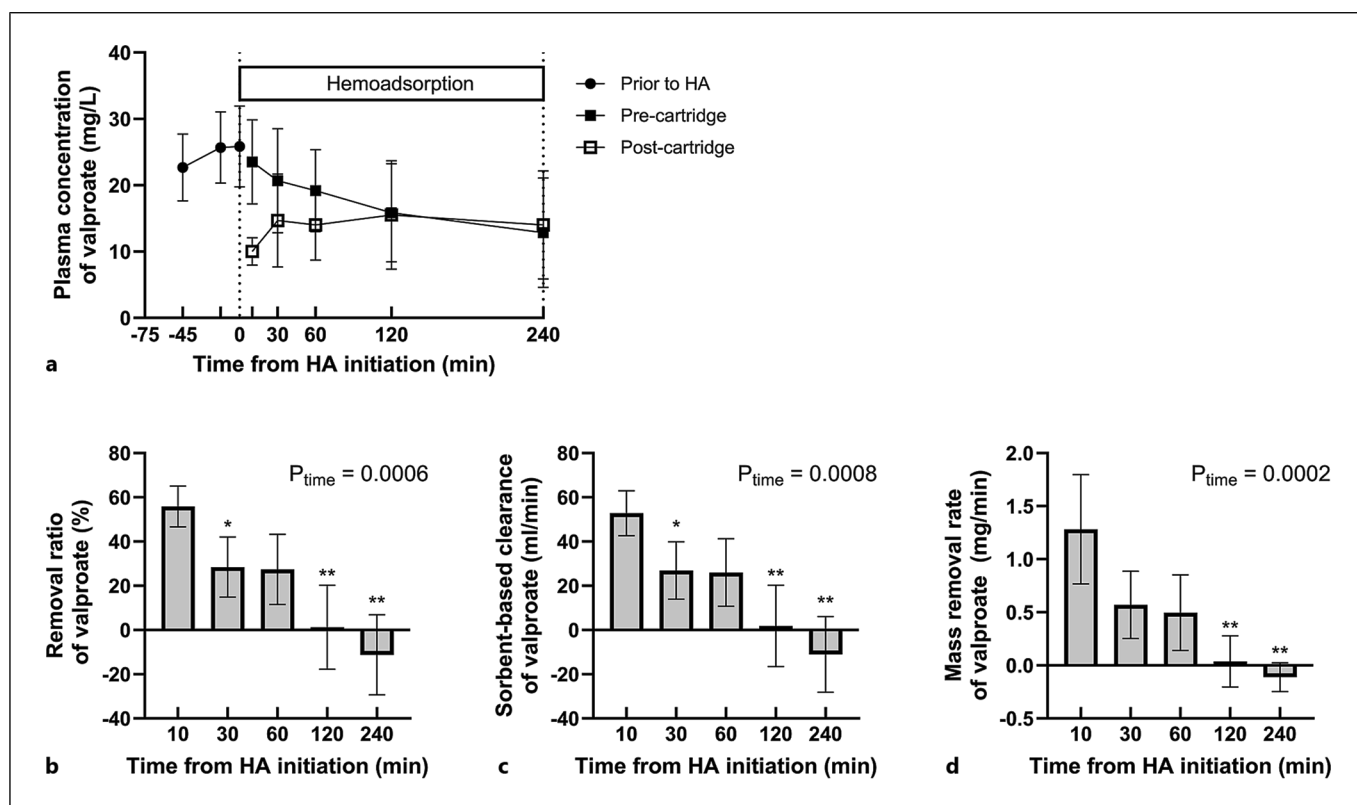 40
30
20
10
0
Plasma concentration
of valproate (mg/L)
Hemoadsorption
Prior to HA
Pre-cartridge
Post-cartridge
-75 -45 0 30 60 120 240
Time from HA initiation (min)
a
80
60
40
20
0
-20
-40
Removal ratio
of valproate (%)
P time = 0.0006
*
**
**
10 30 60 120 240
Time from HA initiation (min)
b
80
60
40
20
0
-20
-40
Sorbent-based clearance
of valproate (ml/min)
P time = 0.0008
*
**
**
10 30 60 120 240
Time from HA initiation (min)
c
2.0
1.5
1.0
0.5
0.0
-0.5
Mass removal rate
of valproate (mg/min)
P time = 0.0002
**
**
10 30 60 120 240
Time from HA initiation (min)
d